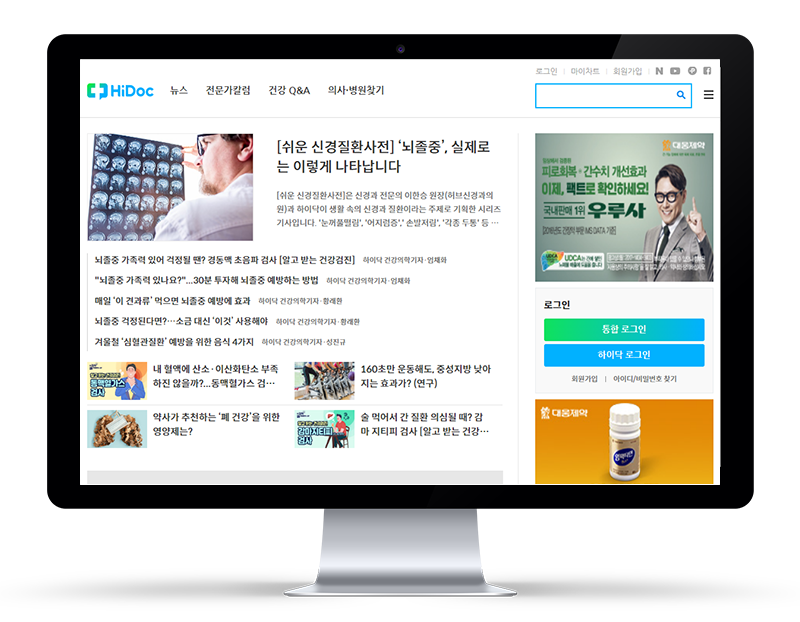 로그인 | 마이차트 | 회원가입
HiDoc 뉴스 전문가칼럼 건강 Q&A 의사·병원찾기
[쉬운 신경질환사전] ‘뇌졸중’, 실제로
는 이렇게 나타납니다
[쉬운 신경질환사전]은 신경과 전문의 이한승 원장(허브신경과의
원)과 하이닥이 생활 속의 신경과 질환이라는 주제로 기획한 시리즈
기사입니다. '눈꺼풀떨림', '어지럼증', '손발저림', '각종 두통' 등 …
뇌졸중 가족력 있어 걱정될 땐? 경동맥 초음파 검사 [알고 받는 건강검진] 하이닥 건강의학기자·엄채화
"뇌졸중 가족력 있나요?"...30분 투자해 뇌졸중 예방하는 방법 하이닥 건강의학기자·엄채화
매일 ‘이 견과류’ 먹으면 뇌졸중 예방에 효과 하이닥 건강의학기자·황래환
뇌졸중 걱정된다면?…소금 대신 ‘이것’ 사용해야 하이닥 건강의학기자·황래환
겨울철 ‘심혈관질환’ 예방을 위한 음식 4가지 하이닥 건강의학기자·성진규
동맥혈가스
검사
내 혈액에 산소·이산화탄소 부족
하진 않을까?...동맥혈가스 검…
160초만 운동해도, 중성지방 낮아
지는 효과가? (연구)
약사가 추천하는 ‘폐 건강’을 위한
영양제는?
감마지티피
검사
술 먹어서 간 질환 의심될 때? 감
마 지티피 검사 [알고 받는 건강…
대웅제약
피로회복·간수치 개선효과
이제, 팩트로 확인하세요!
국내판매 1위 우루사
UDCA
로그인
통합 로그인
하이닥 로그인
회원가입 | 아이디/비밀번호 찾기
대웅제약